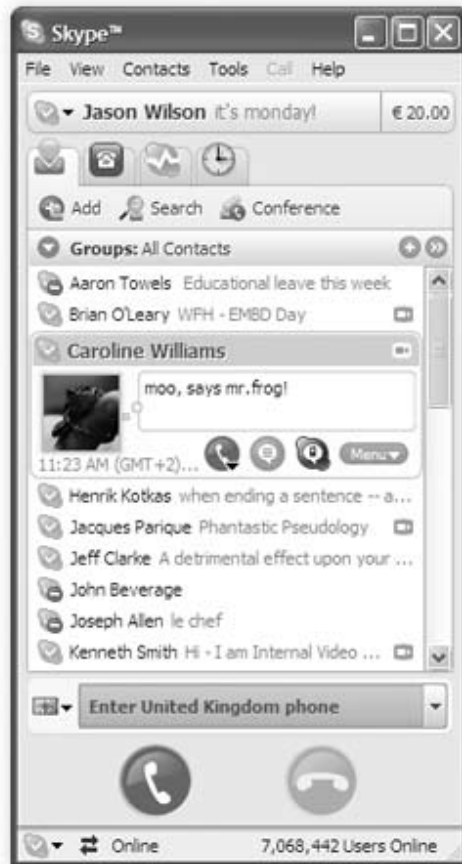 Skype™
File View Contacts Tools Call Help
Jason Wilson it's monday! € 20.00
Add Search Conference
Groups: All Contacts
Aaron Towels Educational leave this week
Brian O'Leary WFH - EMBD Day
Caroline Williams
moo, says mr.frog!
11:23 AM (GMT+2)... Menu
Henrik Kotkas when ending a sentence -- a...
Jacques Parique Phantastic Pseudology
Jeff Clarke A detrimental effect upon your ...
John Beverage
Joseph Allen le chef
Kenneth Smith Hi - I am Internal Video ...
Enter United Kingdom phone
Online 7,068,442 Users Online